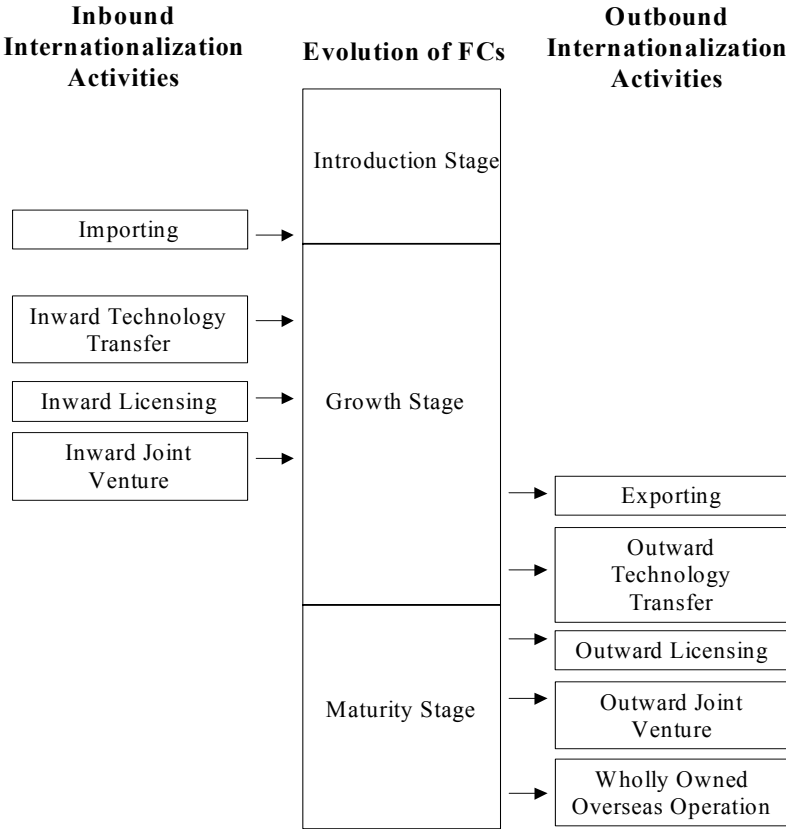 Inbound
Internationalization
Activities
Evolution of FCs
Outbound
Internationalization
Activities
Introduction Stage
Importing
Inward Technology
Transfer
Inward Licensing
Growth Stage
Inward Joint
Venture
Exporting
Outward
Technology
Transfer
Outward Licensing
Maturity Stage
Outward Joint
Venture
Wholly Owned
Overseas Operation